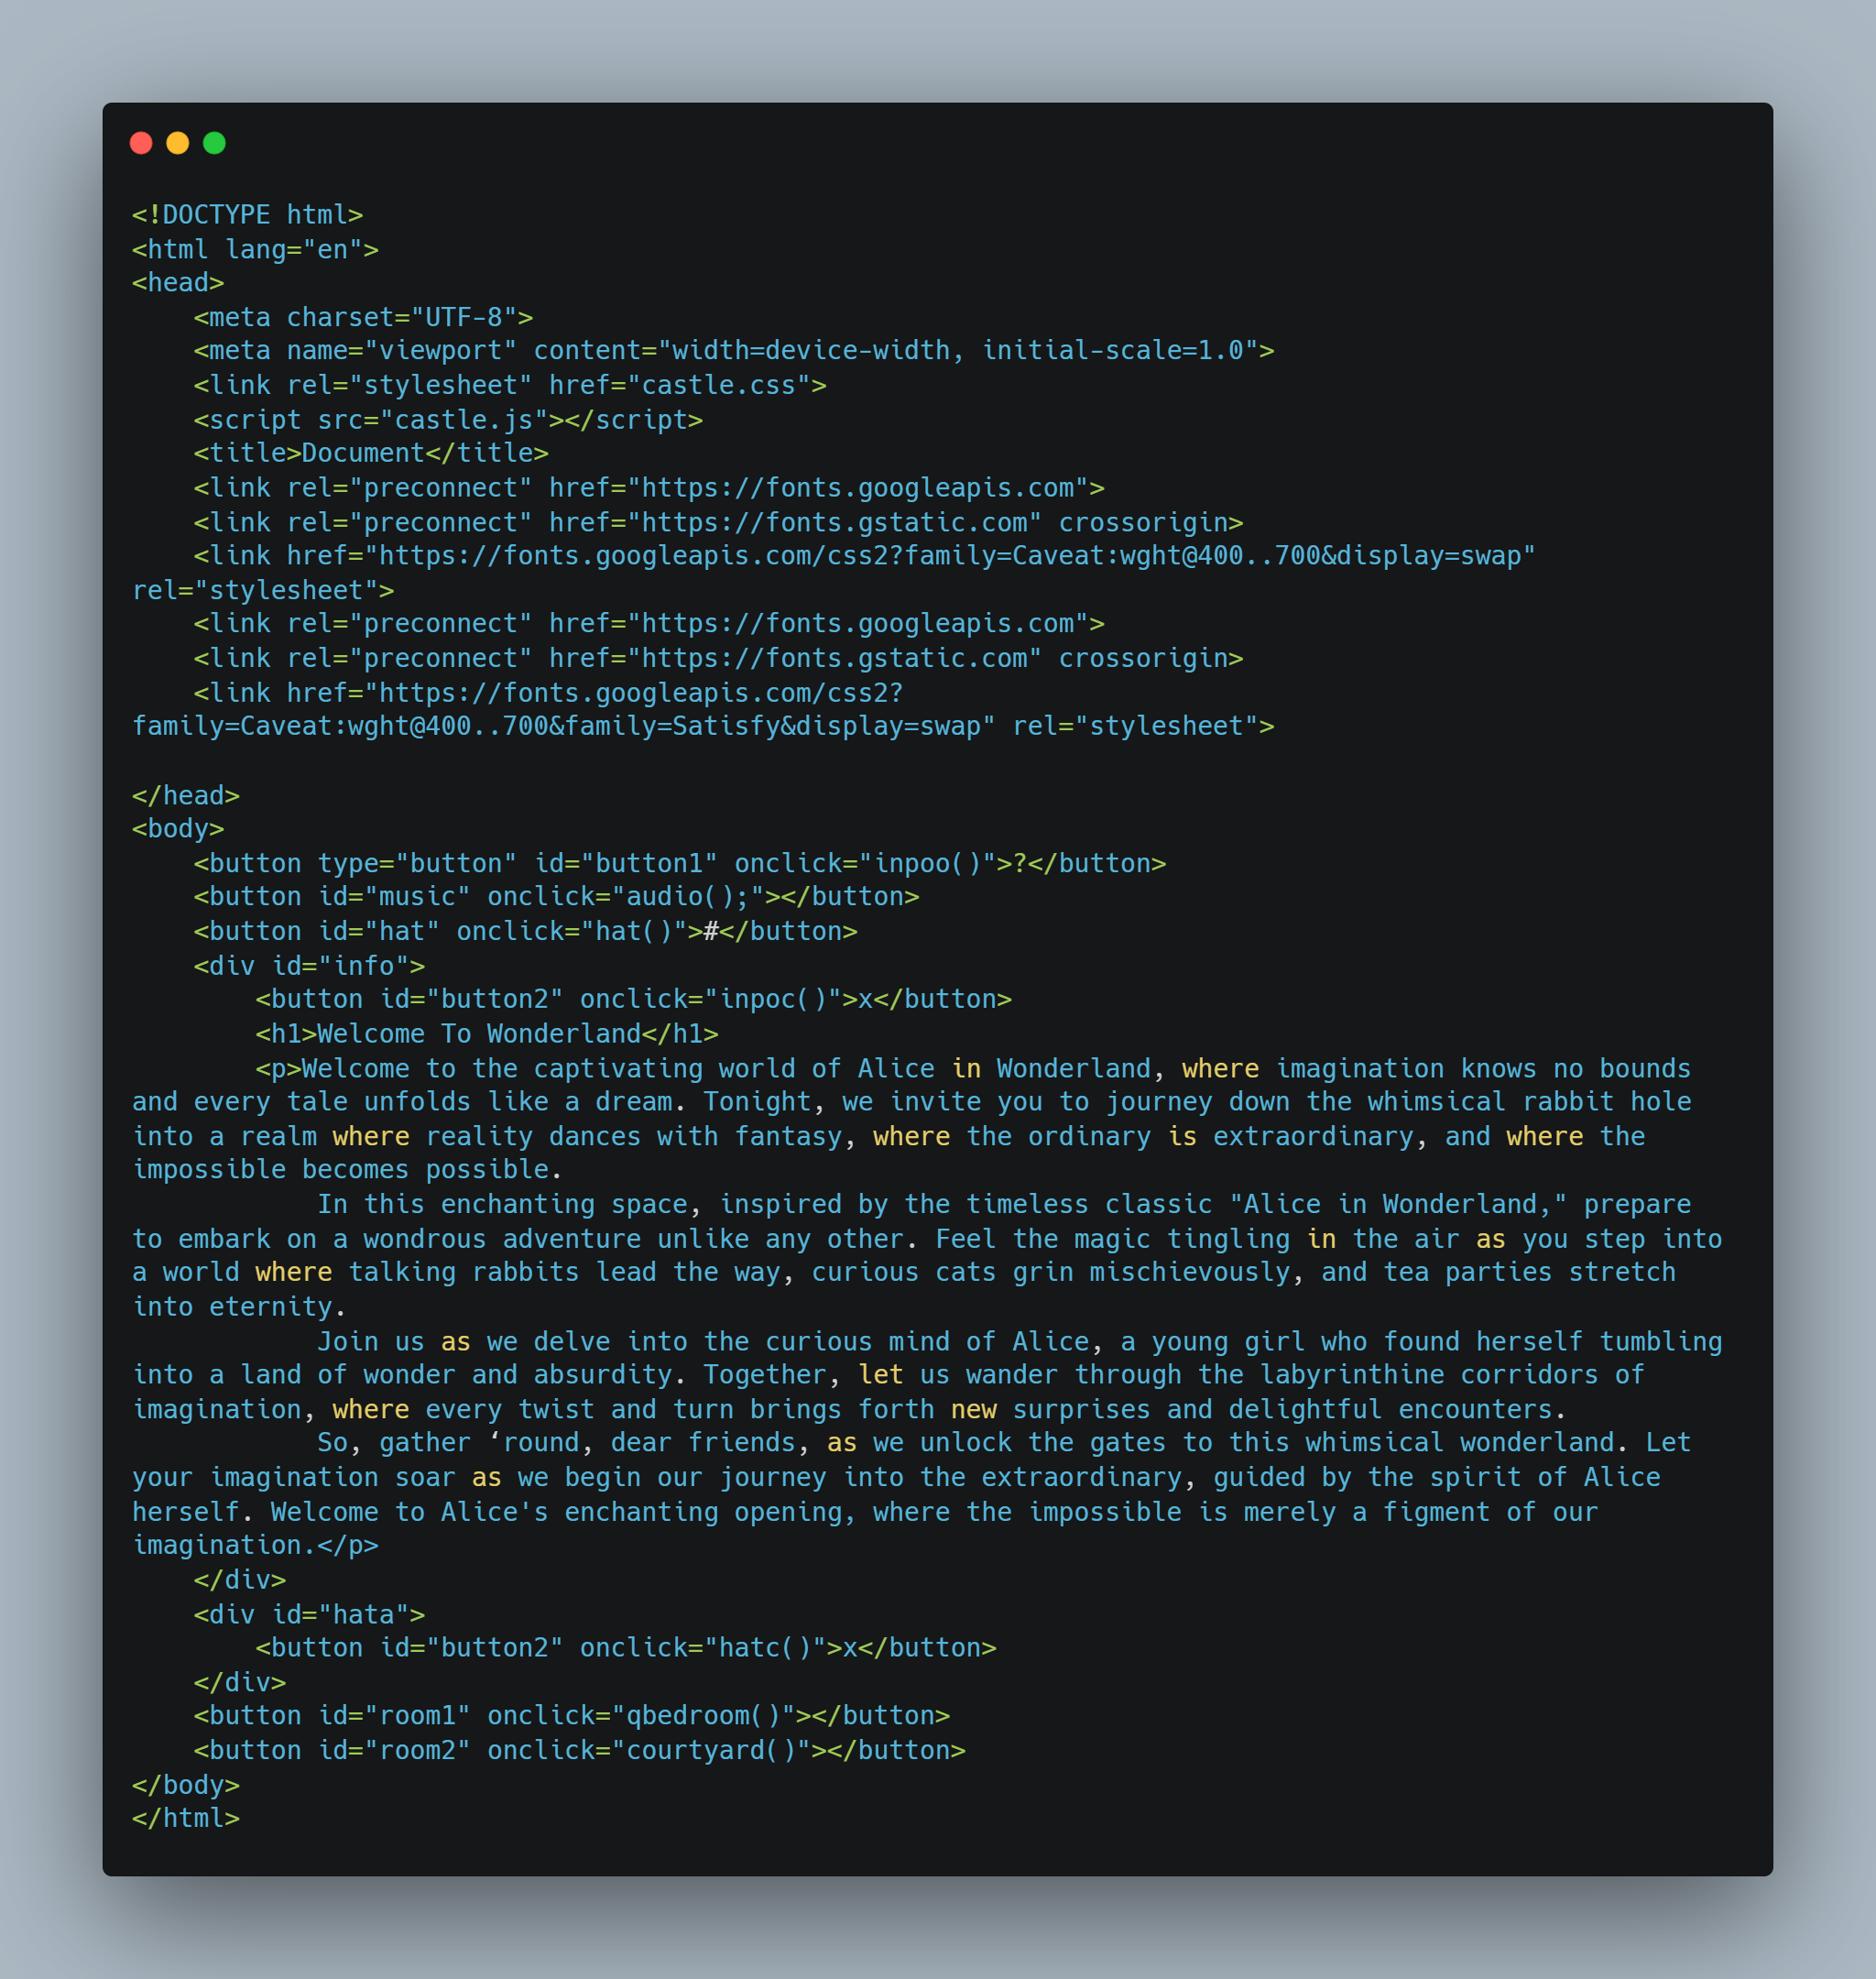 <!DOCTYPE html>
<html lang="en">
<head>
    <meta charset="UTF-8">
    <meta name="viewport" content="width=device-width, initial-scale=1.0">
    <link rel="stylesheet" href="castle.css">
    <script src="castle.js"></script>
    <title>Document</title>
    <link rel="preconnect" href="https://fonts.googleapis.com">
    <link rel="preconnect" href="https://fonts.gstatic.com" crossorigin>
    <link href="https://fonts.googleapis.com/css2?family=Caveat:wght@400..700&display=swap"
rel="stylesheet">
    <link rel="preconnect" href="https://fonts.googleapis.com">
    <link rel="preconnect" href="https://fonts.gstatic.com" crossorigin>
    <link href="https://fonts.googleapis.com/css2?
family=Caveat:wght@400..700&family=Satisfy&display=swap" rel="stylesheet">

</head>
<body>
    <button type="button" id="button1" onclick="inpoo()">?</button>
    <button id="music" onclick="audio();"></button>
    <button id="hat" onclick="hat()">#</button>
    <div id="info">
        <button id="button2" onclick="inpoc()">x</button>
        <h1>Welcome To Wonderland</h1>
        <p>Welcome to the captivating world of Alice in Wonderland, where imagination knows no bounds
and every tale unfolds like a dream. Tonight, we invite you to journey down the whimsical rabbit hole
into a realm where reality dances with fantasy, where the ordinary is extraordinary, and where the
impossible becomes possible.
            In this enchanting space, inspired by the timeless classic "Alice in Wonderland," prepare
to embark on a wondrous adventure unlike any other. Feel the magic tingling in the air as you step into
a world where talking rabbits lead the way, curious cats grin mischievously, and tea parties stretch
into eternity.
            Join us as we delve into the curious mind of Alice, a young girl who found herself tumbling
into a land of wonder and absurdity. Together, let us wander through the labyrinthine corridors of
imagination, where every twist and turn brings forth new surprises and delightful encounters.
            So, gather ‘round, dear friends, as we unlock the gates to this whimsical wonderland. Let
your imagination soar as we begin our journey into the extraordinary, guided by the spirit of Alice
herself. Welcome to Alice's enchanting opening, where the impossible is merely a figment of our
imagination.</p>
    </div>
    <div id="hata">
        <button id="button2" onclick="hatc()">x</button>
    </div>
    <button id="room1" onclick="qbedroom()"></button>
    <button id="room2" onclick="courtyard()"></button>
</body>
</html>